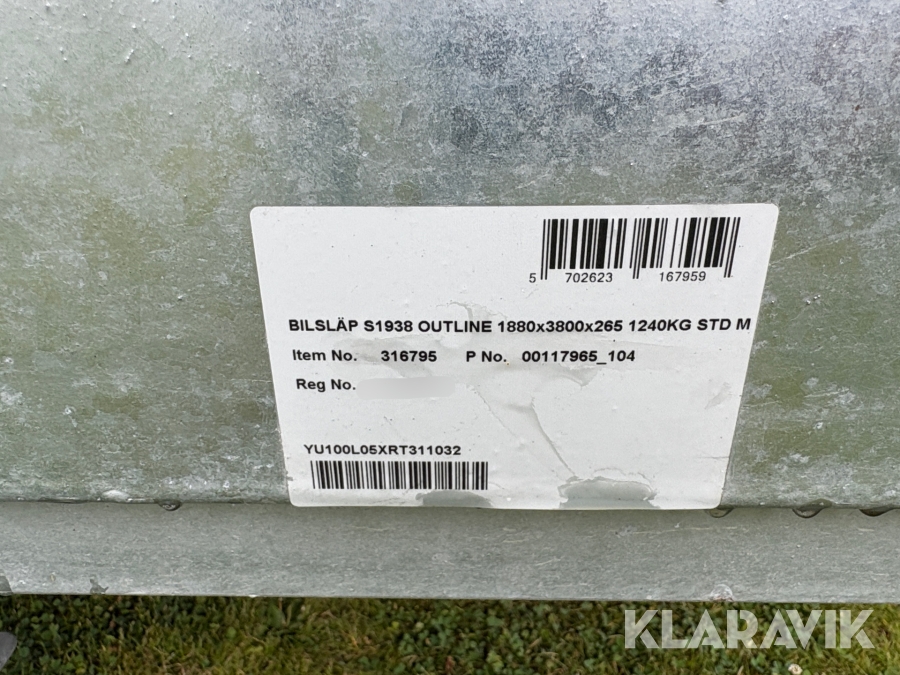 5 702623 167959
BILSLÄP S1938 OUTLINE 1880x3800x265 1240KG STD M
Item No. 316795 P No. 00117965_104
Reg No.
YU100L05XRT311032
KLARAVIK